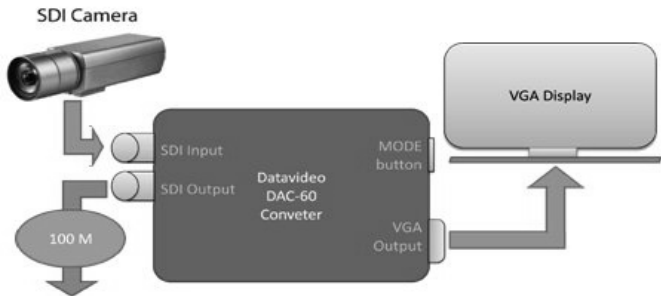 SDI Camera
VGA Display
SDI Input
MODE
button
SDI Output
Datavideo
DAC-60
Conveter
100 M
VGA
Output